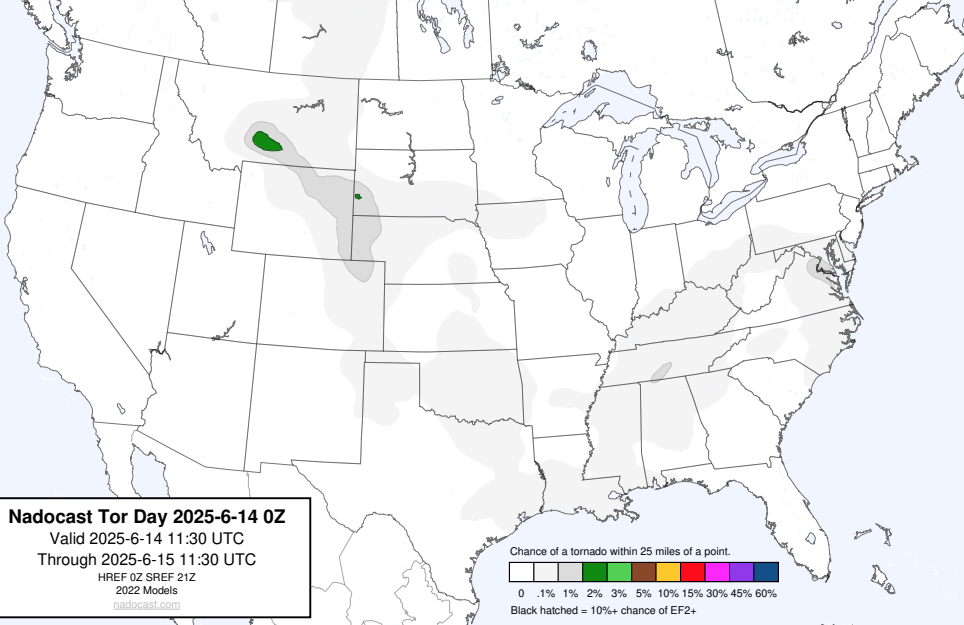 Nadocast Tor Day 2025-6-14 0Z
Valid 2025-6-14 11:30 UTC
Through 2025-6-15 11:30 UTC
HREF 0Z SREF 21Z
2022 Models
nadocast.com
Chance of a tornado within 25 miles of a point.
0 .1% 1% 2% 3% 5% 10% 15% 30% 45% 60%
Black hatched = 10%+ chance of EF2+